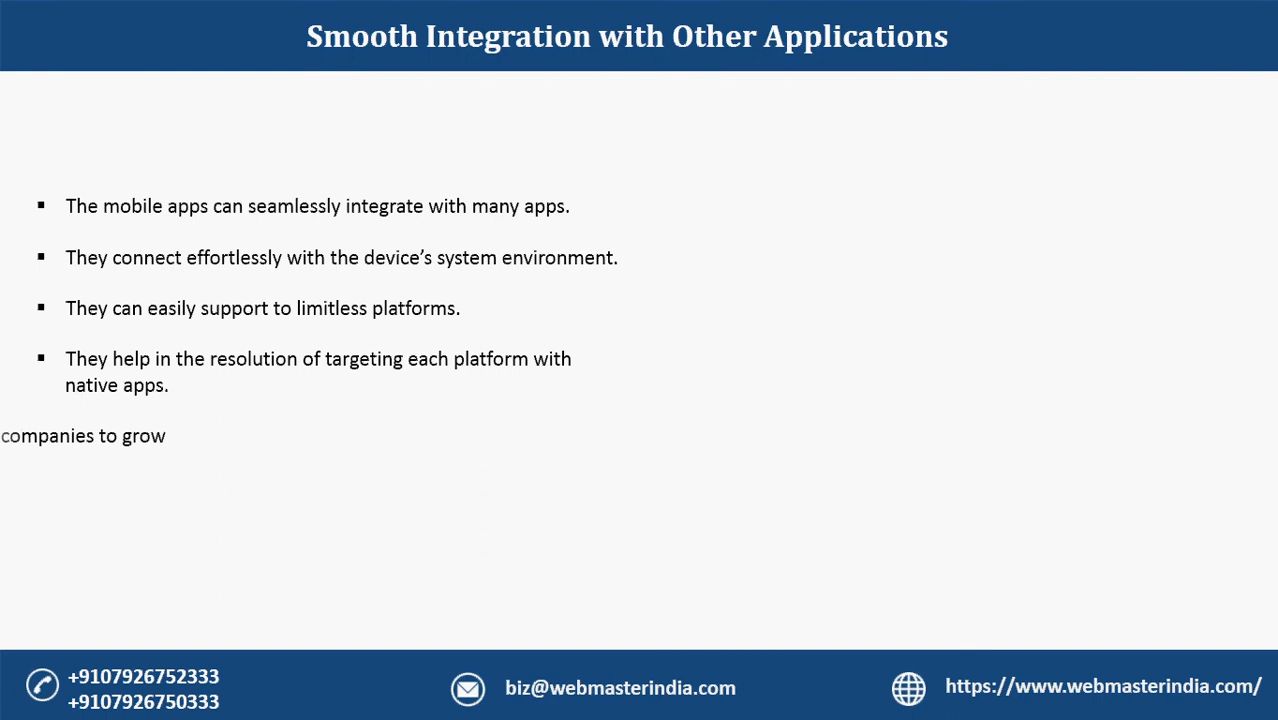 Smooth Integration with Other Applications
▪ The mobile apps can seamlessly integrate with many apps.
▪ They connect effortlessly with the device’s system environment.
▪ They can easily support to limitless platforms.
▪ They help in the resolution of targeting each platform with
native apps.
companies to grow
+9107926752333
+9107926750333
biz@webmasterindia.com
https://www.webmasterindia.com/